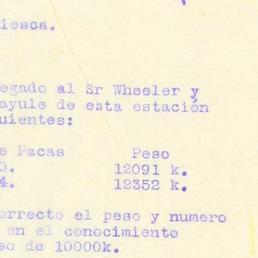 iesca.
egado al Sr Wheeler y
ayule de esta estación
uientes:
e Pacas Peso
0. 12091 k.
4. 12352 k.
orrecto el peso y numero
en el conocimiento
so de 10000k.